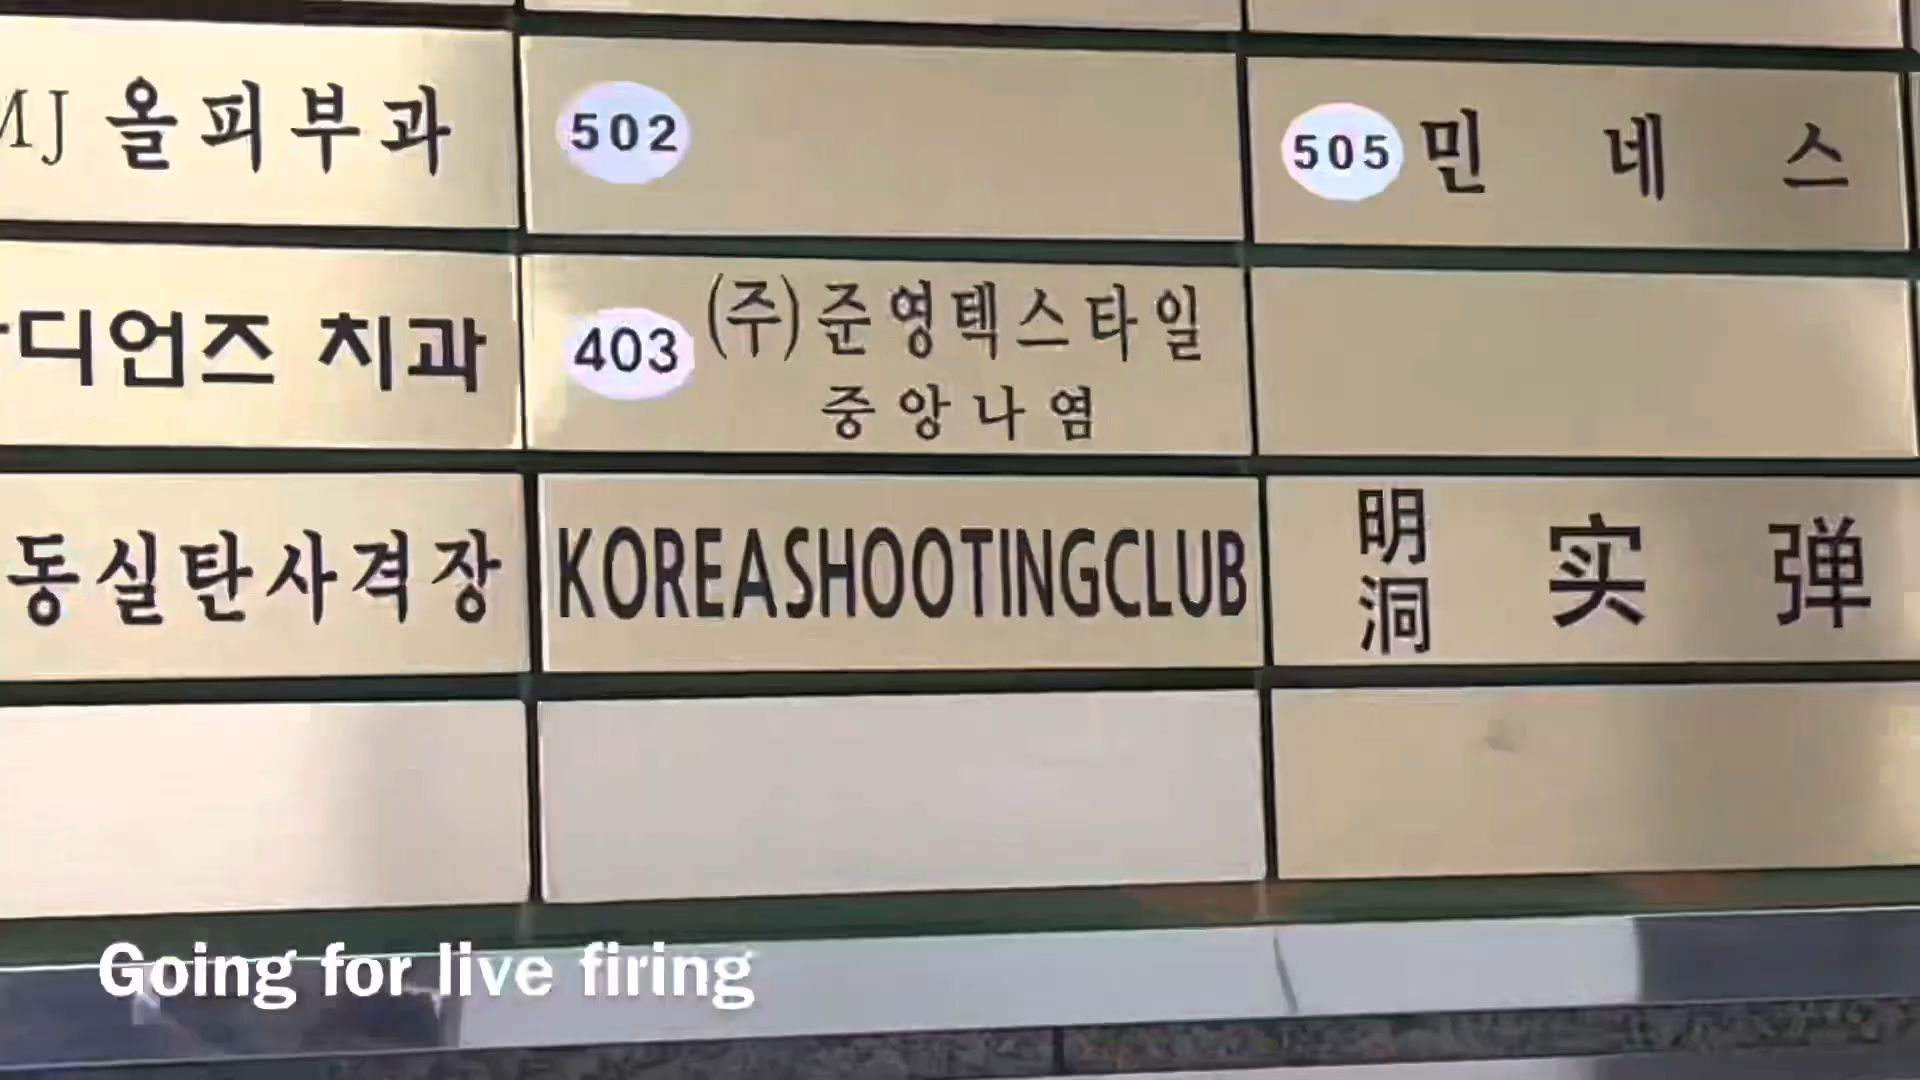 MJ 올피부과
502
505 민네스
디언즈 치과
403 (주)준영텍스타일
중앙나염
동실탄사격장
KOREASHOOTINGCLUB
明洞 实弹
Going for live firing